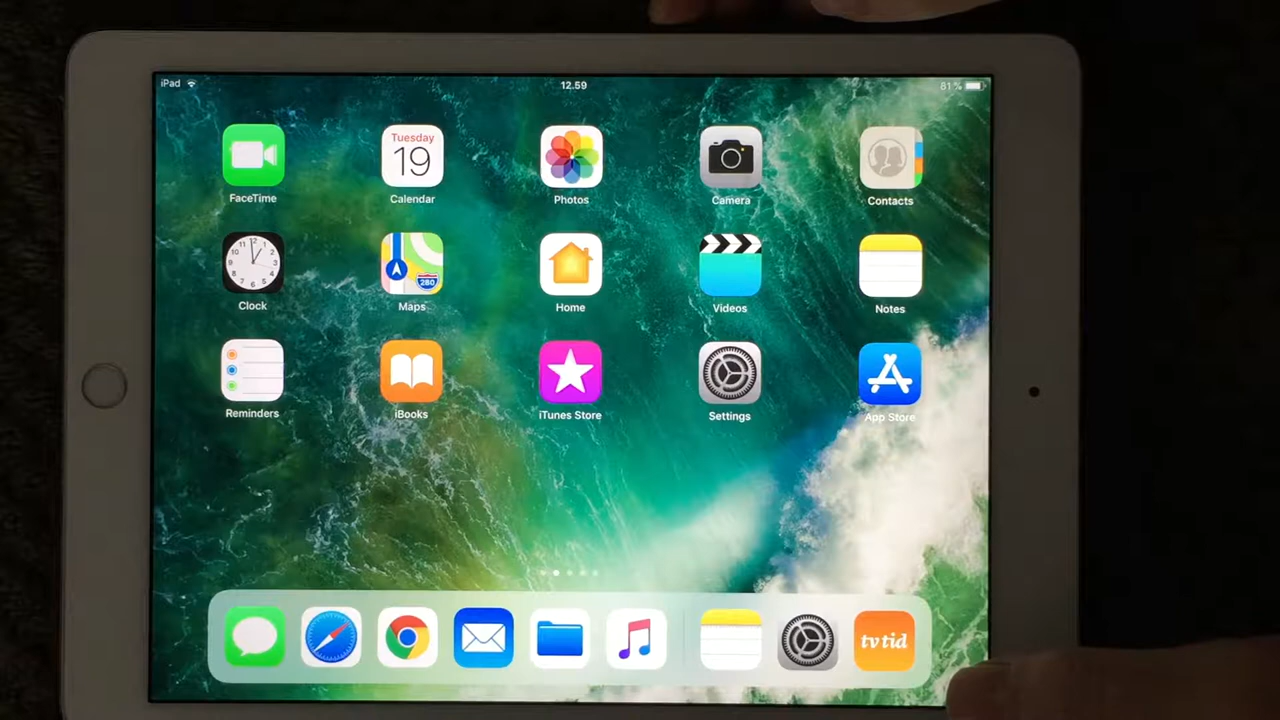 iPad 12.59 81 %
Tuesday
19
FaceTime Calendar Photos Camera Contacts
280
Clock Maps Home Videos Notes
Reminders iBooks iTunes Store Settings App Store
tv tid